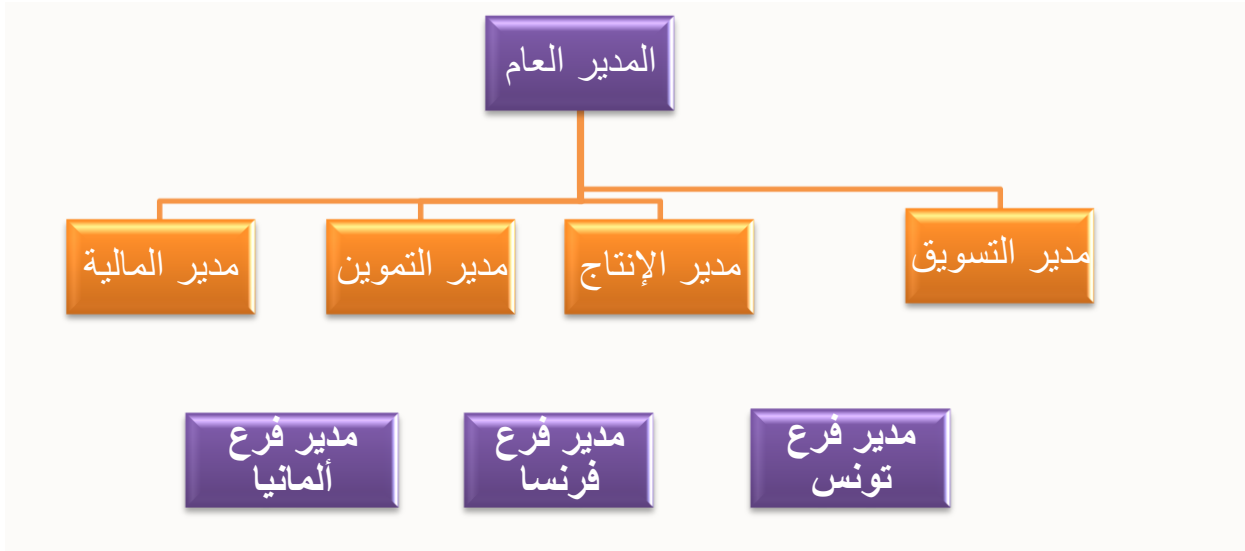 المدير العام
مدير التسويق
مدير الإنتاج
مدير التموين
مدير المالية
مدير فرع
تونس
مدير فرع
فرنسا
مدير فرع
ألمانيا